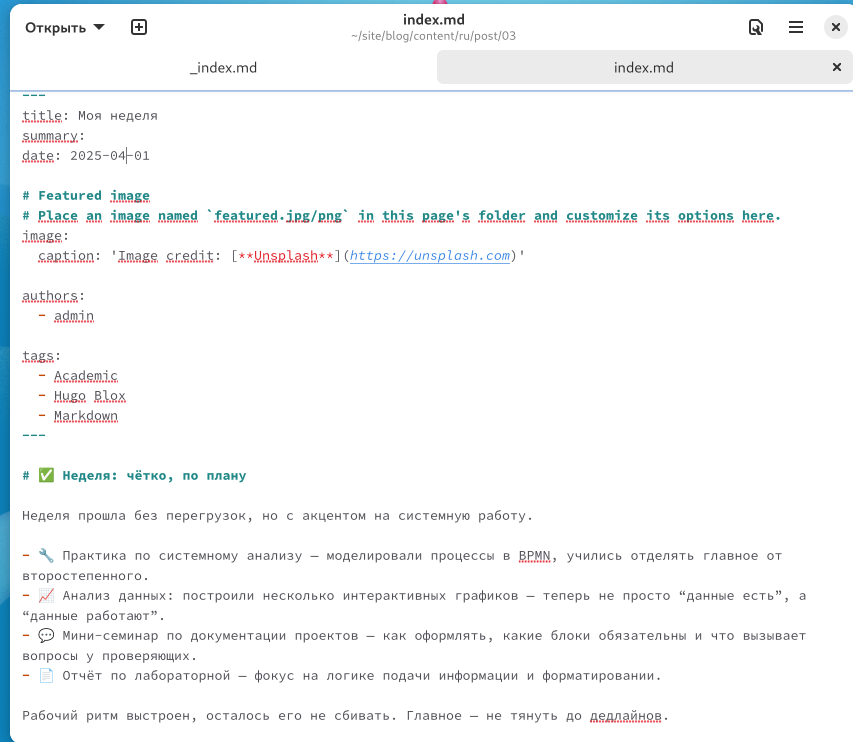 Открыть
index.md
~/site/blog/content/ru/post/03
_index.md
index.md
---
title: Моя неделя
summary:
date: 2025-04-01
# Featured image
# Place an image named `featured.jpg/png` in this page's folder and customize its options here.
image:
caption: 'Image credit: [**Unsplash**](https://unsplash.com)'
authors:
- admin
tags:
- Academic
- Hugo Blox
- Markdown
---
# ✅ Неделя: чётко, по плану
Неделя прошла без перегрузок, но с акцентом на системную работу.
- 🔧 Практика по системному анализу — моделировали процессы в BPMN, учились отделять главное от
второстепенного.
- 📈 Анализ данных: построили несколько интерактивных графиков — теперь не просто “данные есть”, а
“данные работают”.
- 💬 Мини-семинар по документации проектов — как оформлять, какие блоки обязательны и что вызывает
вопросы у проверяющих.
- 📄 Отчёт по лабораторной — фокус на логике подачи информации и форматировании.
Рабочий ритм выстроен, осталось его не сбивать. Главное — не тянуть до дедлайнов.